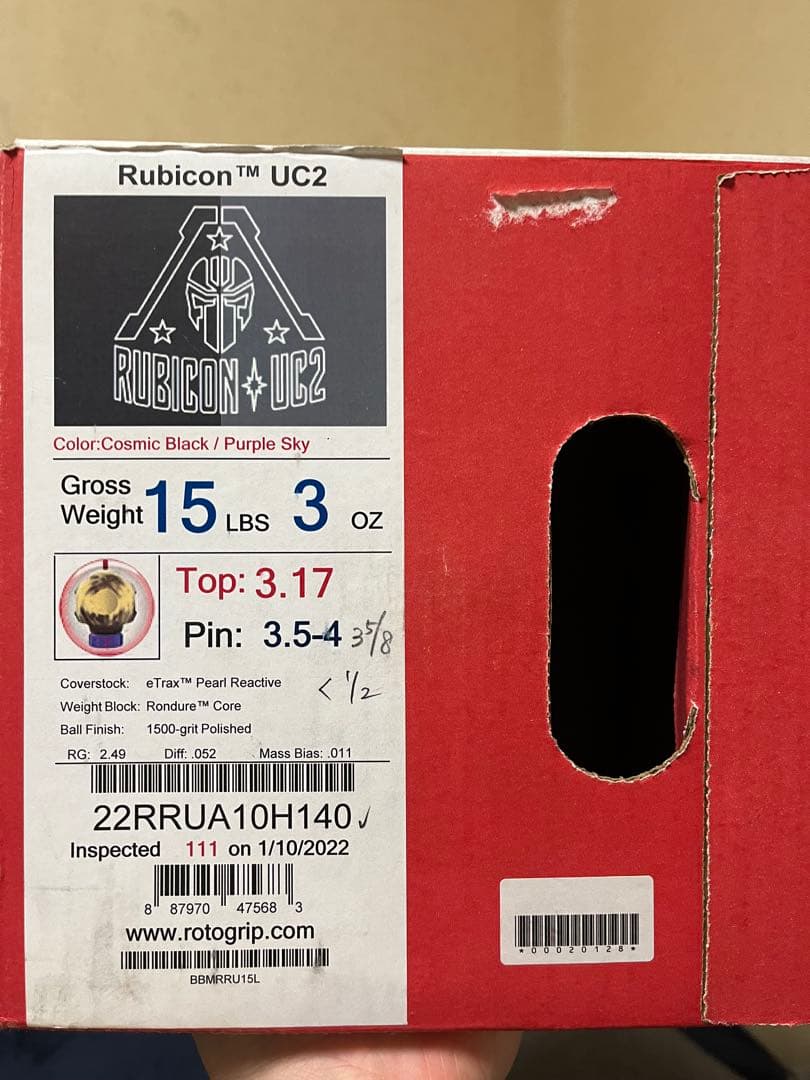 Rubicon™ UC2
RUBICON UC2
Color:Cosmic Black / Purple Sky
Gross Weight 15 LBS 3 OZ
Top: 3.17
Pin: 3.5-4 3 5/8
Coverstock: eTrax™ Pearl Reactive < 1/2
Weight Block: Rondure™ Core
Ball Finish: 1500-grit Polished
RG: 2.49 Diff: .052 Mass Bias: .011
22RRUA10H140 ✓
Inspected 111 on 1/10/2022
8 87970 47568 3
www.rotogrip.com
BBMRRU15L
*00020128*